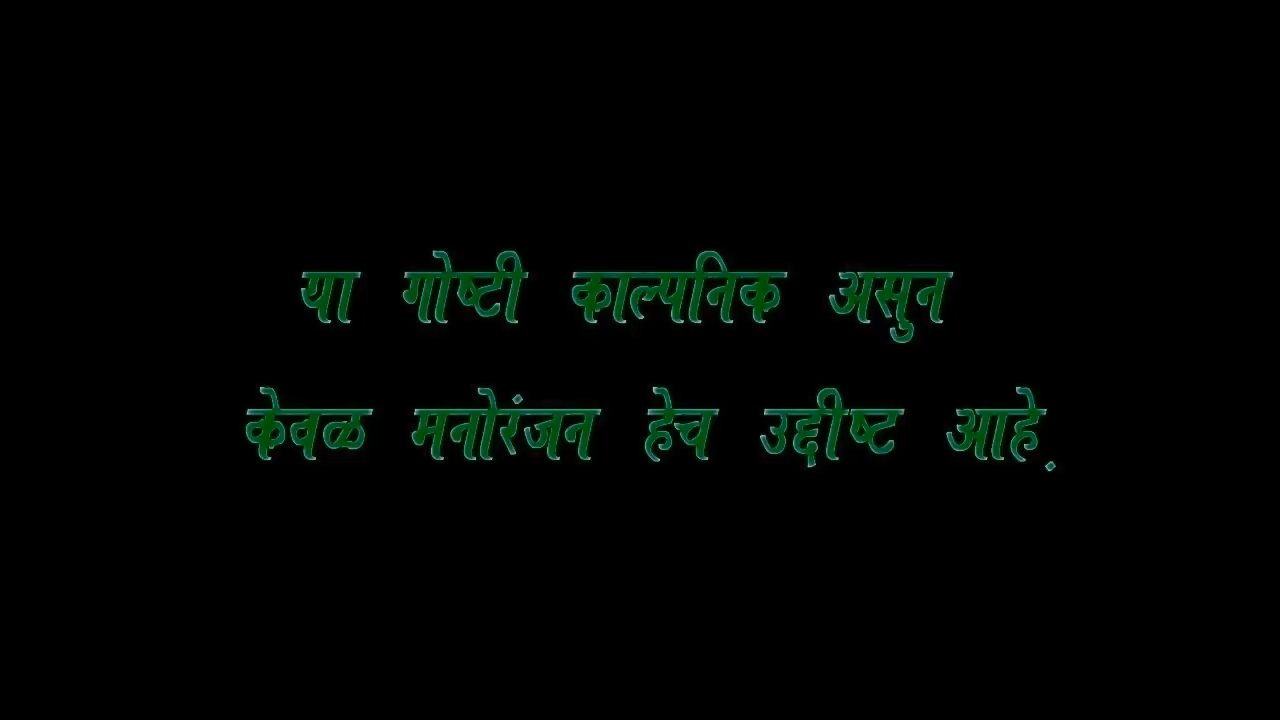 या गोष्टी काल्पनिक असुन
केवळ मनोरंजन हेच उद्दीष्ट आहे.